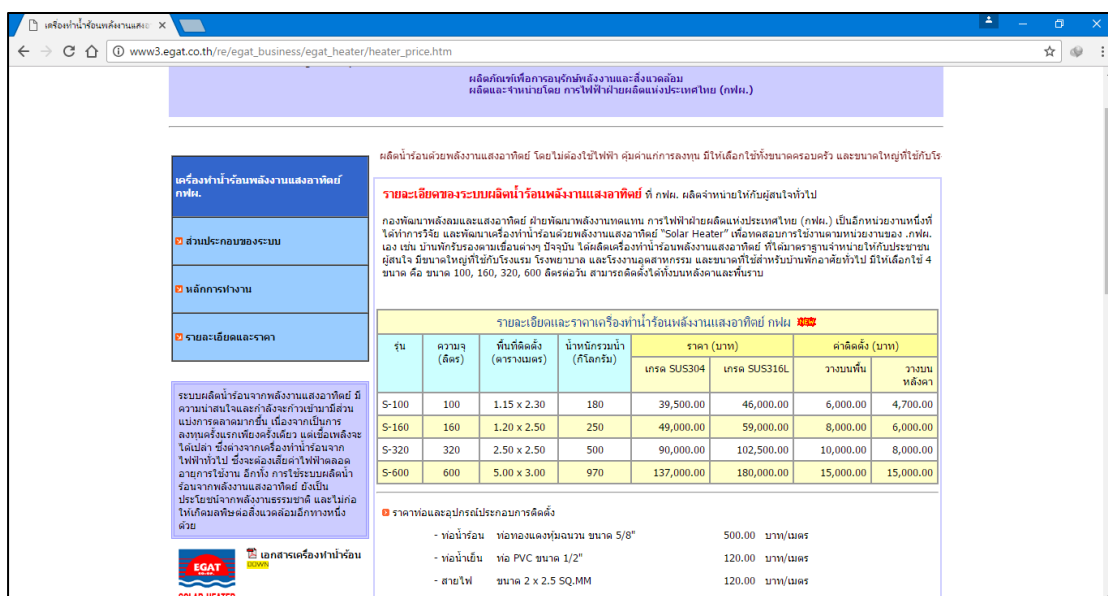 เครื่องทำน้ำร้อนพลังงานแสงอา
www3.egat.co.th/re/egat_business/egat_heater/heater_price.htm
ผลิตภัณฑ์เพื่อการอนุรักษ์พลังงานและสิ่งแวดล้อม
ผลิตและจำหน่ายโดย การไฟฟ้าฝ่ายผลิตแห่งประเทศไทย (กฟผ.)
ผลิตน้ำร้อนด้วยพลังงานแสงอาทิตย์ โดยไม่ต้องใช้ไฟฟ้า คุ้มค่าแก่การลงทุน มีให้เลือกใช้ทั้งขนาดครอบครัว และขนาดใหญ่ที่ใช้กับโร
เครื่องทำน้ำร้อนพลังงานแสงอาทิตย์
กฟผ.
ส่วนประกอบของระบบ
หลักการทำงาน
รายละเอียดและราคา
ระบบผลิตน้ำร้อนจากพลังงานแสงอาทิตย์ มี
ความน่าสนใจและกำลังจะก้าวเข้ามามีส่วน
แบ่งการตลาดมากขึ้น เนื่องจากเป็นการ
ลงทุนครั้งแรกเพียงครั้งเดียว แต่เชื้อเพลิงจะ
ได้เปล่า ซึ่งต่างจากเครื่องทำน้ำร้อนจาก
ไฟฟ้าทั่วไป ซึ่งจะต้องเสียค่าไฟฟ้าตลอด
อายุการใช้งาน อีกทั้ง การใช้ระบบผลิตน้ำ
ร้อนจากพลังงานแสงอาทิตย์ ยังเป็น
ประโยชน์จากพลังงานธรรมชาติ และไม่ก่อ
ให้เกิดมลพิษต่อสิ่งแวดล้อมอีกทางหนึ่ง
ด้วย
EGAT
เอกสารเครื่องทำน้ำร้อน
DOWN
SOLAR HEATER
รายละเอียดของระบบผลิตน้ำร้อนพลังงานแสงอาทิตย์ ที่ กฟผ. ผลิตจำหน่ายให้กับผู้สนใจทั่วไป
กองพัฒนาพลังลมและแสงอาทิตย์ ฝ่ายพัฒนาพลังงานทดแทน การไฟฟ้าฝ่ายผลิตแห่งประเทศไทย (กฟผ.) เป็นอีกหน่วยงานหนึ่งที่
ได้ทำการวิจัย และพัฒนาเครื่องทำน้ำร้อนด้วยพลังงานแสงอาทิตย์ "Solar Heater" เพื่อทดสอบการใช้งานตามหน่วยงานของ .กฟผ.
เอง เช่น บ้านพักรับรองตามเขื่อนต่างๆ ปัจจุบัน ได้ผลิตเครื่องทำน้ำร้อนพลังงานแสงอาทิตย์ ที่ได้มาตราฐานจำหน่ายให้กับประชาชน
ผู้สนใจ มีขนาดใหญ่ที่ใช้กับโรงแรม โรงพยาบาล และโรงงานอุตสาหกรรม และขนาดที่ใช้สำหรับบ้านพักอาศัยทั่วไป มีให้เลือกใช้ 4
ขนาด คือ ขนาด 100, 160, 320, 600 ลิตรต่อวัน สามารถติดตั้งได้ทั้งบนหลังคาและพื้นราบ
รายละเอียดและราคาเครื่องทำน้ำร้อนพลังงานแสงอาทิตย์ กฟผ
รุ่น ความจุ (ลิตร) พื้นที่ติดตั้ง (ตารางเมตร) น้ำหนักรวมน้ำ (กิโลกรัม) ราคา (บาท) ค่าติดตั้ง (บาท)
เกรด SUS304 เกรด SUS316L วางบนพื้น วางบนหลังคา
S-100 100 1.15 x 2.30 180 39,500.00 46,000.00 6,000.00 4,700.00
S-160 160 1.20 x 2.50 250 49,000.00 59,000.00 8,000.00 6,000.00
S-320 320 2.50 x 2.50 500 90,000.00 102,500.00 10,000.00 8,000.00
S-600 600 5.00 x 3.00 970 137,000.00 180,000.00 15,000.00 15,000.00
ราคาท่อและอุปกรณ์ประกอบการติดตั้ง
- ท่อน้ำร้อน ท่อทองแดงหุ้มฉนวน ขนาด 5/8" 500.00 บาท/เมตร
- ท่อน้ำเย็น ท่อ PVC ขนาด 1/2" 120.00 บาท/เมตร
- สายไฟ ขนาด 2 x 2.5 SQ.MM 120.00 บาท/เมตร